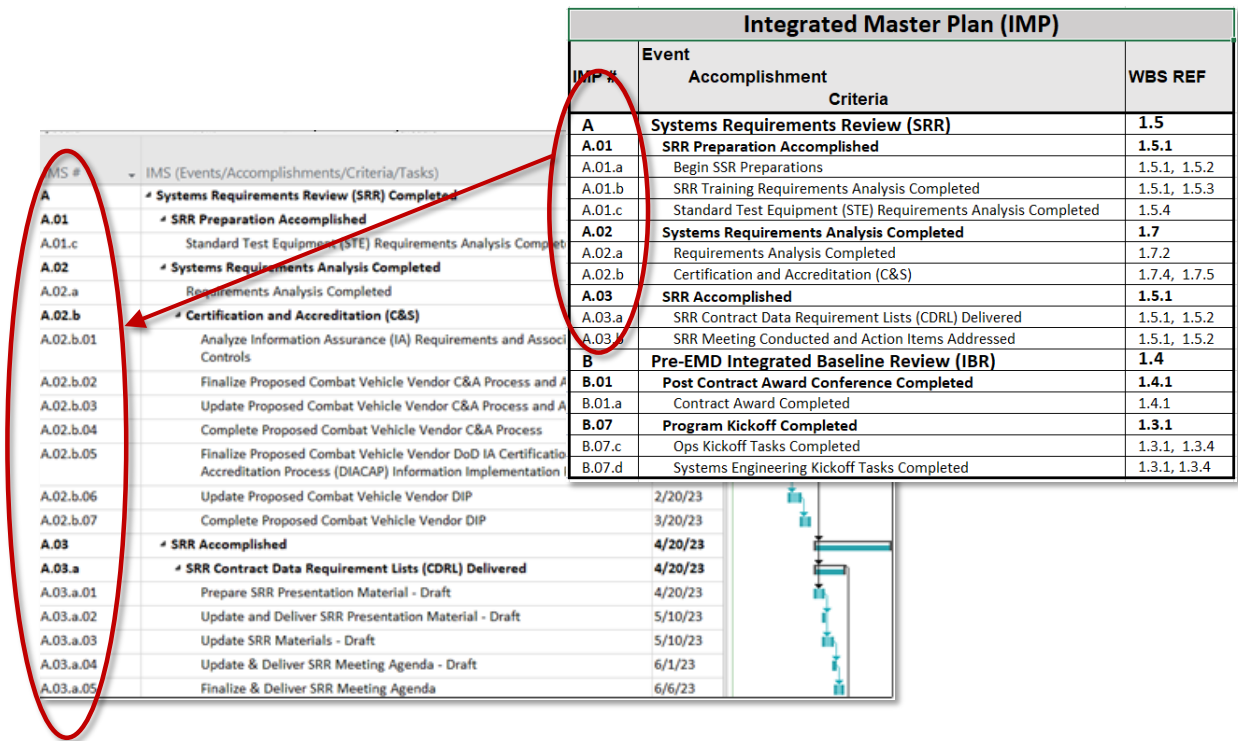 Integrated Master Plan (IMP)
Event
IMP # Accomplishment WBS REF
Criteria
A Systems Requirements Review (SRR) 1.5
A.01 SRR Preparation Accomplished 1.5.1
A.01.a Begin SSR Preparations 1.5.1, 1.5.2
A.01.b SRR Training Requirements Analysis Completed 1.5.1, 1.5.3
A.01.c Standard Test Equipment (STE) Requirements Analysis Completed 1.5.4
A.02 Systems Requirements Analysis Completed 1.7
A.02.a Requirements Analysis Completed 1.7.2
A.02.b Certification and Accreditation (C&S) 1.7.4, 1.7.5
A.03 SRR Accomplished 1.5.1
A.03.a SRR Contract Data Requirement Lists (CDRL) Delivered 1.5.1, 1.5.2
A.03.b SRR Meeting Conducted and Action Items Addressed 1.5.1, 1.5.2
B Pre-EMD Integrated Baseline Review (IBR) 1.4
B.01 Post Contract Award Conference Completed 1.4.1
B.01.a Contract Award Completed 1.4.1
B.07 Program Kickoff Completed 1.3.1
B.07.c Ops Kickoff Tasks Completed 1.3.1, 1.3.4
B.07.d Systems Engineering Kickoff Tasks Completed 1.3.1, 1.3.4
IMS # IMS (Events/Accomplishments/Criteria/Tasks)
A Systems Requirements Review (SRR) Completed
A.01 SRR Preparation Accomplished
A.01.c Standard Test Equipment (STE) Requirements Analysis Complet
A.02 Systems Requirements Analysis Completed
A.02.a Requirements Analysis Completed
A.02.b Certification and Accreditation (C&S)
A.02.b.01 Analyze Information Assurance (IA) Requirements and Associ
Controls
A.02.b.02 Finalize Proposed Combat Vehicle Vendor C&A Process and A
A.02.b.03 Update Proposed Combat Vehicle Vendor C&A Process and A
A.02.b.04 Complete Proposed Combat Vehicle Vendor C&A Process
A.02.b.05 Finalize Proposed Combat Vehicle Vendor DoD IA Certificatio
Accreditation Process (DIACAP) Information Implementation
A.02.b.06 Update Proposed Combat Vehicle Vendor DIP 2/20/23
A.02.b.07 Complete Proposed Combat Vehicle Vendor DIP 3/20/23
A.03 SRR Accomplished 4/20/23
A.03.a SRR Contract Data Requirement Lists (CDRL) Delivered 4/20/23
A.03.a.01 Prepare SRR Presentation Material - Draft 4/20/23
A.03.a.02 Update and Deliver SRR Presentation Material - Draft 5/10/23
A.03.a.03 Update SRR Materials - Draft 5/10/23
A.03.a.04 Update & Deliver SRR Meeting Agenda - Draft 6/1/23
A.03.a.05 Finalize & Deliver SRR Meeting Agenda 6/6/23